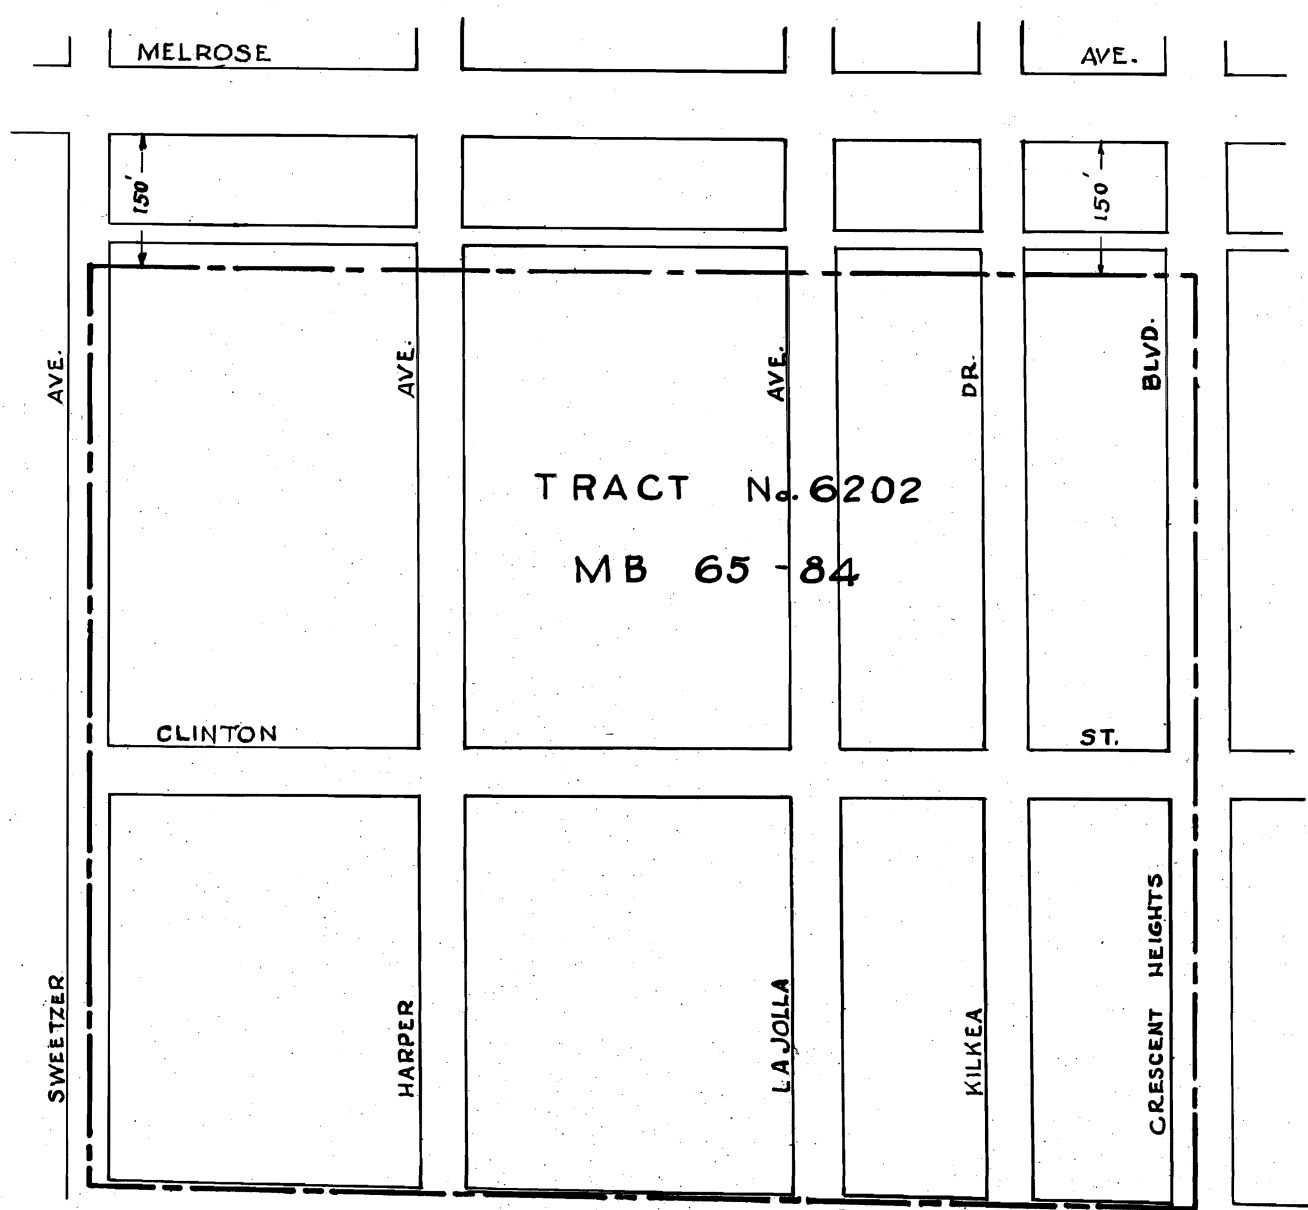 MELROSE AVE.
150'
150'
AVE.
AVE.
AVE.
DR.
BLVD.
TRACT No. 6202
MB 65-84
CLINTON ST.
SWEETZER
HARPER
LA JOLLA
KILKEA
CRESCENT HEIGHTS